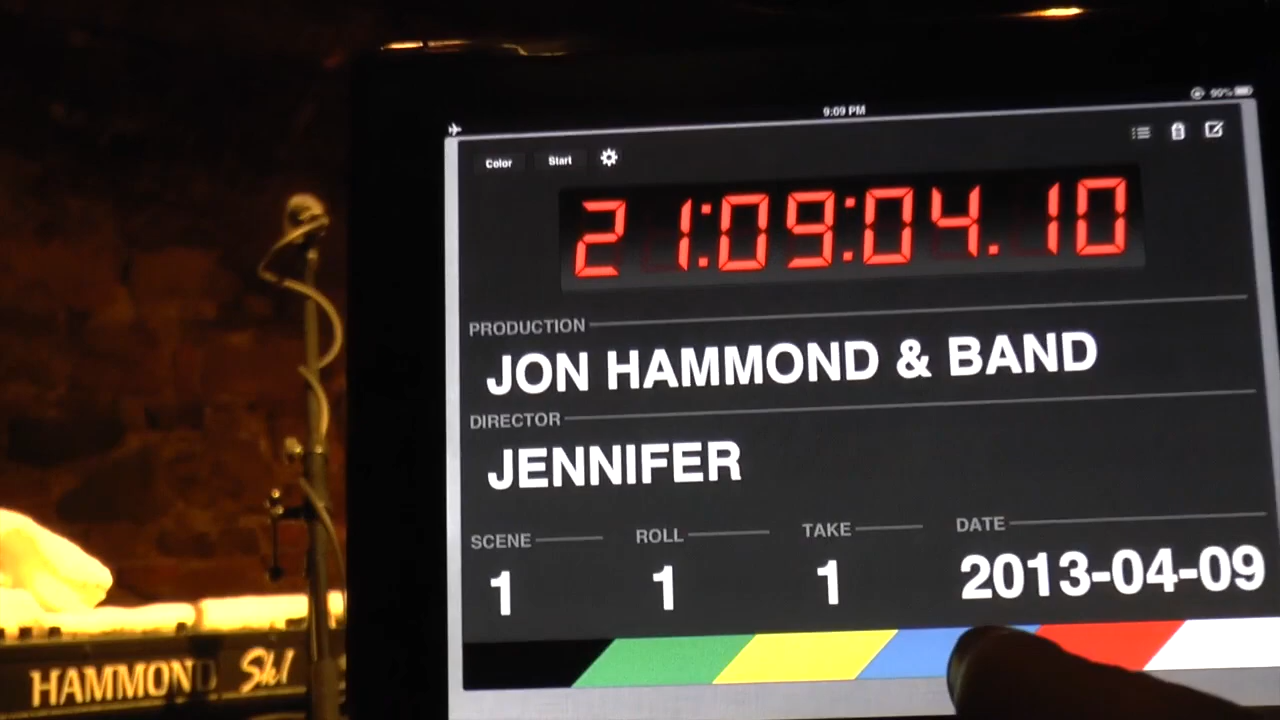 9:09 PM
90%
Color Start
21:09:04.10
PRODUCTION
JON HAMMOND & BAND
DIRECTOR
JENNIFER
SCENE ROLL TAKE DATE
1 1 1 2013-04-09
HAMMOND Sk1